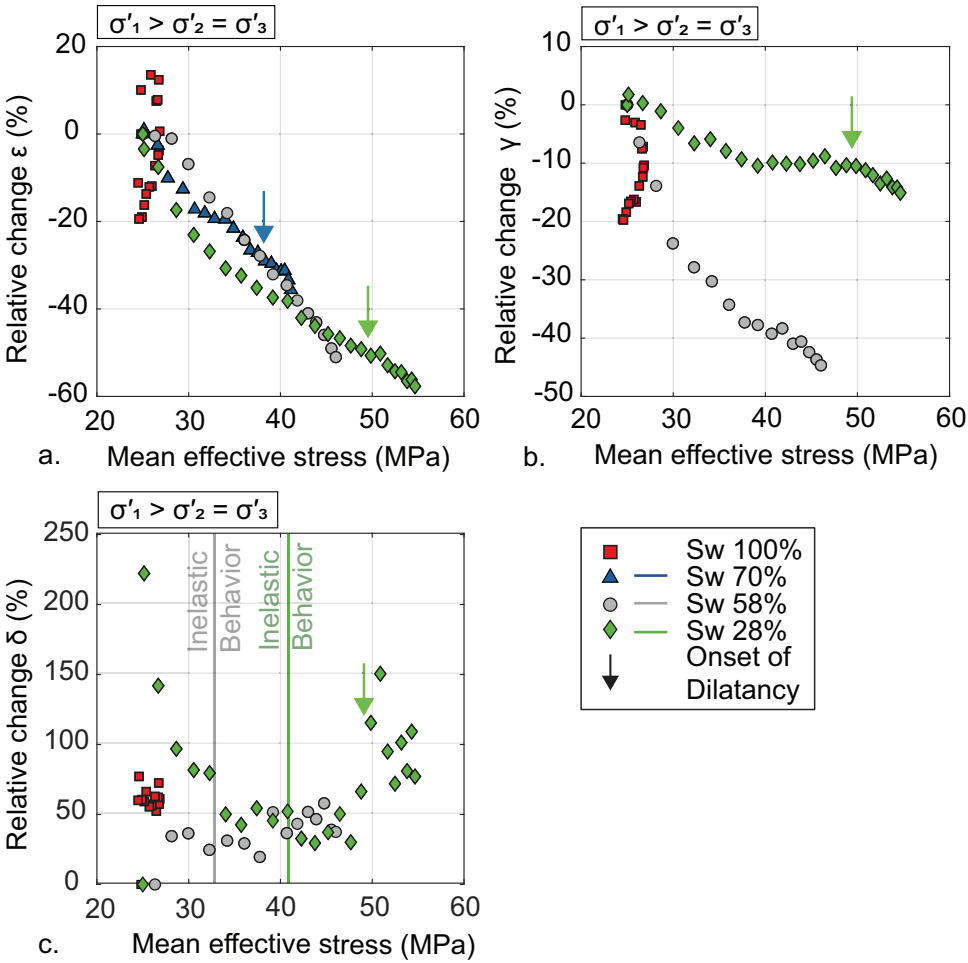 σ′1 > σ′2 = σ′3
20
0
-20
-40
-60
20
30
40
50
60
Relative change ε (%)
a.
Mean effective stress (MPa)
σ′1 > σ′2 = σ′3
10
0
-10
-20
-30
-40
-50
20
30
40
50
60
Relative change γ (%)
b.
Mean effective stress (MPa)
σ′1 > σ′2 = σ′3
250
200
150
100
50
0
20
30
40
50
60
Relative change δ (%)
Inelastic
Behavior
Inelastic
Behavior
c.
Mean effective stress (MPa)
Sw 100%
Sw 70%
Sw 58%
Sw 28%
Onset of
Dilatancy